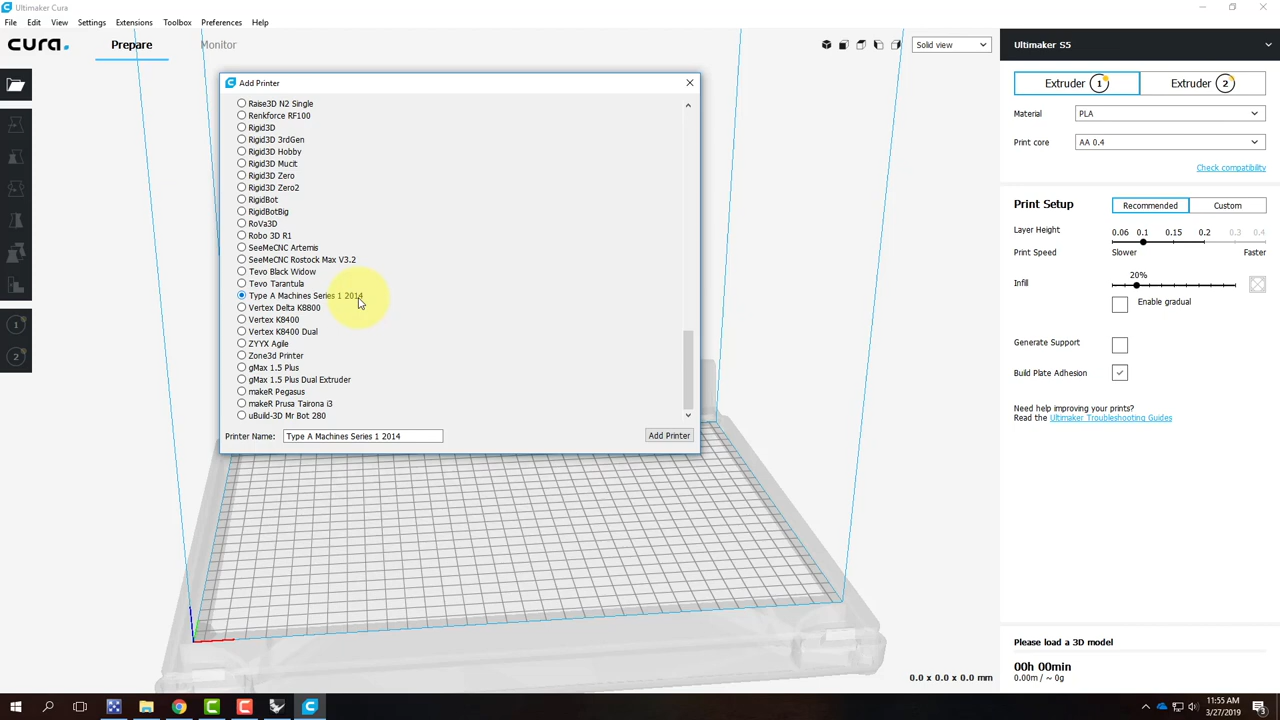 Ultimaker Cura
File Edit View Settings Extensions Toolbox Preferences Help
cura.
Prepare
Monitor
Solid view
Ultimaker S5
Add Printer
Raise3D N2 Single
Renkforce RF100
Rigid3D
Rigid3D 3rdGen
Rigid3D Hobby
Rigid3D Mucit
Rigid3D Zero
Rigid3D Zero2
RigidBot
RigidBotBig
RoVa3D
Robo 3D R1
SeeMeCNC Artemis
SeeMeCNC Rostock Max V3.2
Tevo Black Widow
Tevo Tarantula
Type A Machines Series 1 2014
Vertex Delta K8800
Vertex K8400
Vertex K8400 Dual
ZYYX Agile
Zone3d Printer
gMax 1.5 Plus
gMax 1.5 Plus Dual Extruder
makeR Pegasus
makeR Prusa Tairona i3
uBuild-3D Mr Bot 280
Printer Name: Type A Machines Series 1 2014
Add Printer
1
2
Extruder 1
Extruder 2
Material PLA
Print core AA 0.4
Check compatibility
Print Setup Recommended Custom
Layer Height 0.06 0.1 0.15 0.2 0.3 0.4
Print Speed Slower Faster
20%
Infill
Enable gradual
Generate Support
Build Plate Adhesion
Need help improving your prints?
Read the Ultimaker Troubleshooting Guides
0.0 x 0.0 x 0.0 mm
Please load a 3D model
00h 00min
0.00m / ~ 0g
11:55 AM
3/27/2019
3